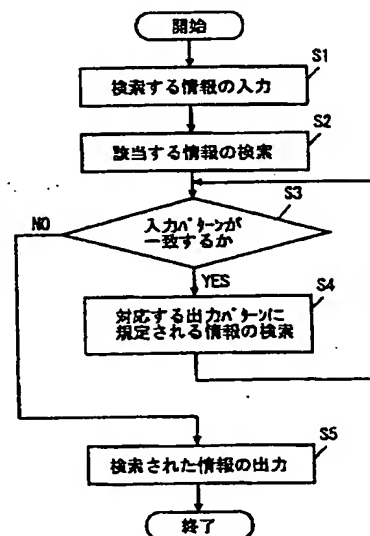 開始
S1
検索する情報の入力
S2
該当する情報の検索
S3
入力パターンが
一致するか
NO
YES
S4
対応する出力パターンに
規定される情報の検索
S5
検索された情報の出力
終了